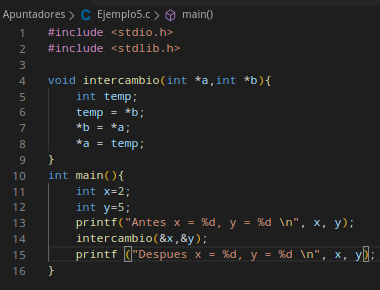 Apuntadores > C Ejemplo5.c > main()
1 #include <stdio.h>
2 #include <stdlib.h>
3
4 void intercambio(int *a,int *b){
5     int temp;
6     temp = *b;
7     *b = *a;
8     *a = temp;
9 }
10 int main(){
11     int x=2;
12     int y=5;
13     printf("Antes x = %d, y = %d \n", x, y);
14     intercambio(&x,&y);
15     printf ("Despues x = %d, y = %d \n", x, y);
16 }